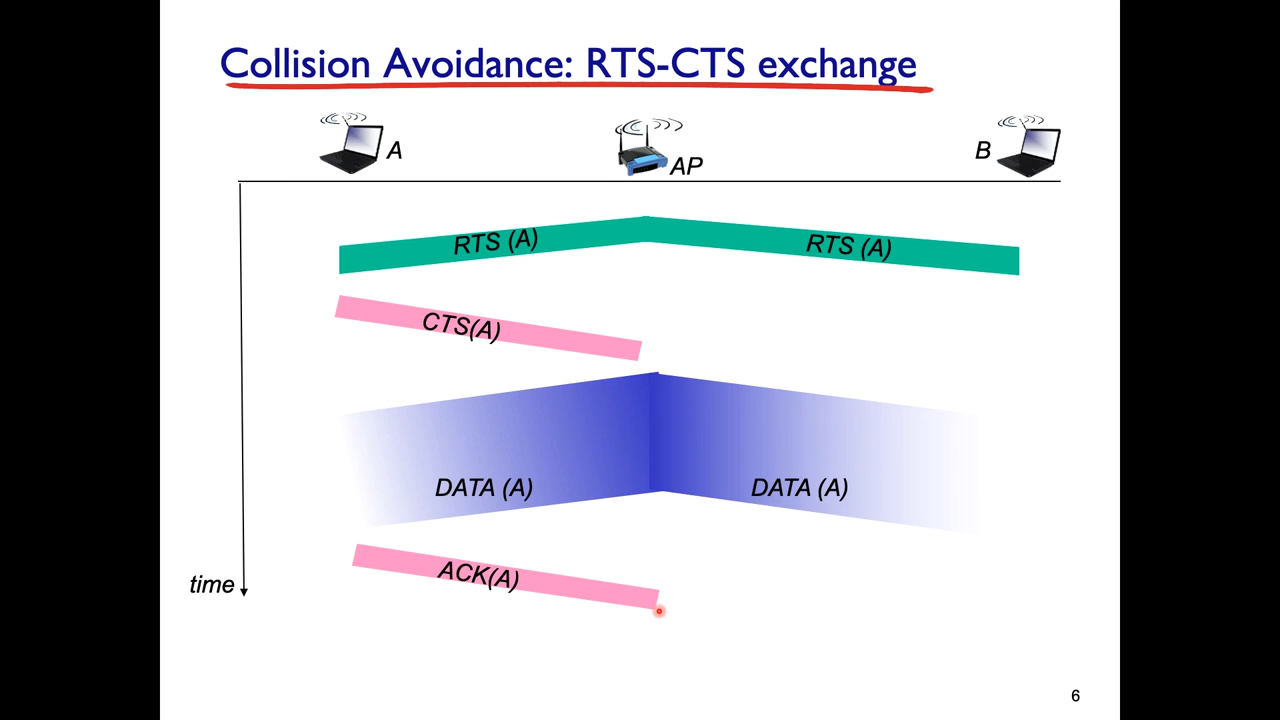 Collision Avoidance: RTS-CTS exchange
A
AP
B
RTS (A)
RTS (A)
CTS(A)
DATA (A)
DATA (A)
ACK(A)
time
6